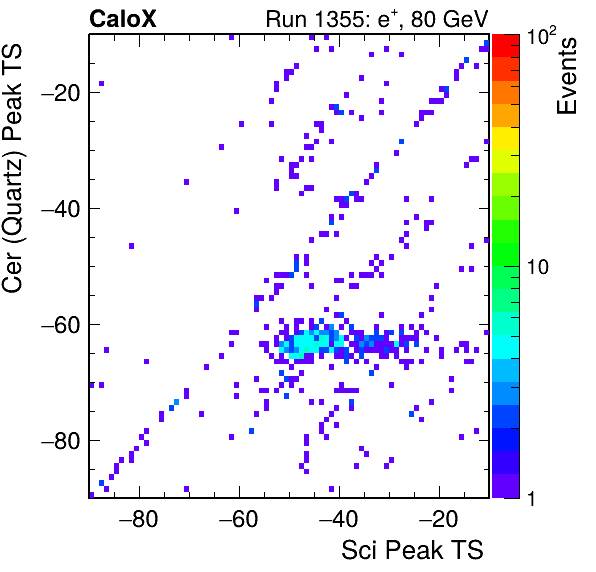 CaloX Run 1355: e+, 80 GeV
Cer (Quartz) Peak TS
−20
−40
−60
−80
−80 −60 −40 −20
Sci Peak TS
10²
10
1
Events